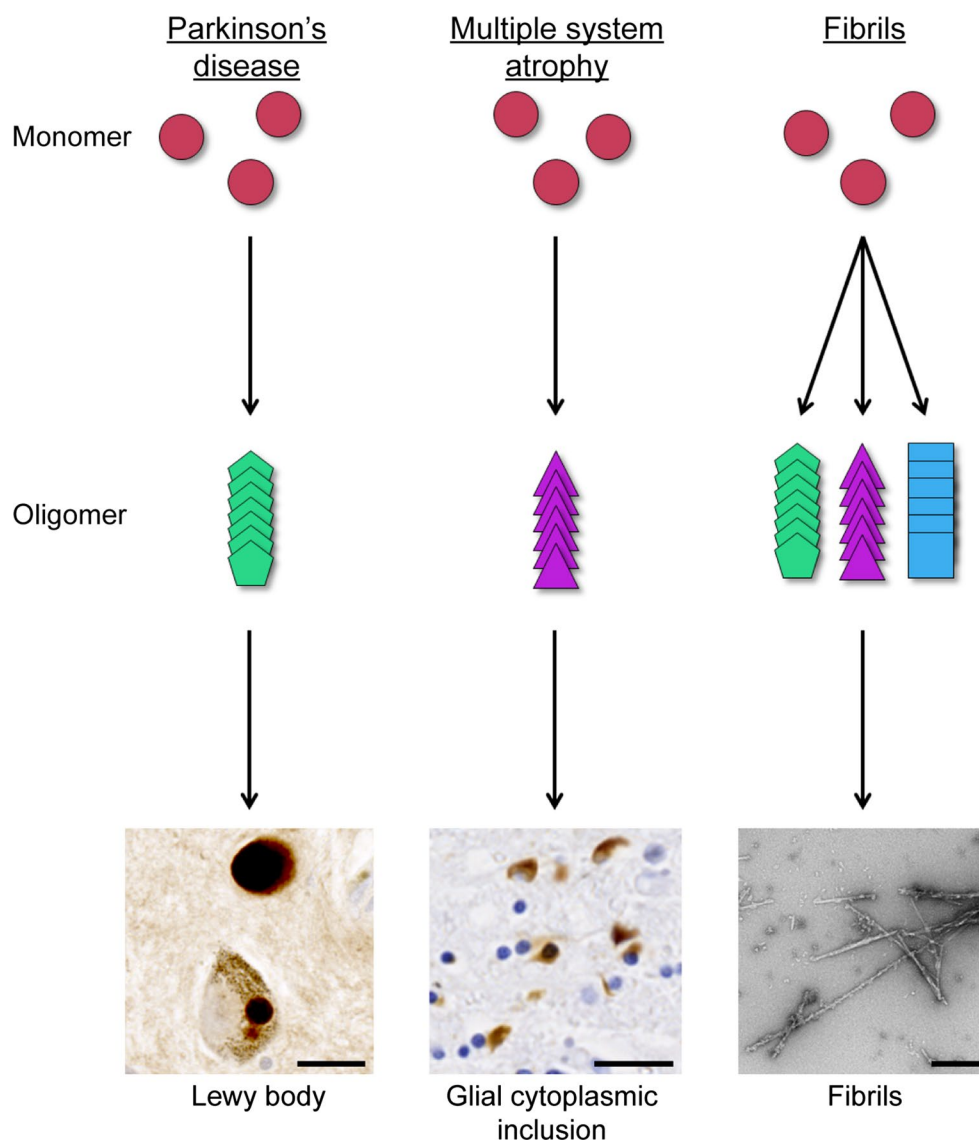 Parkinson's
disease
Multiple system
atrophy
Fibrils
Monomer
Oligomer
Lewy body
Glial cytoplasmic
inclusion
Fibrils